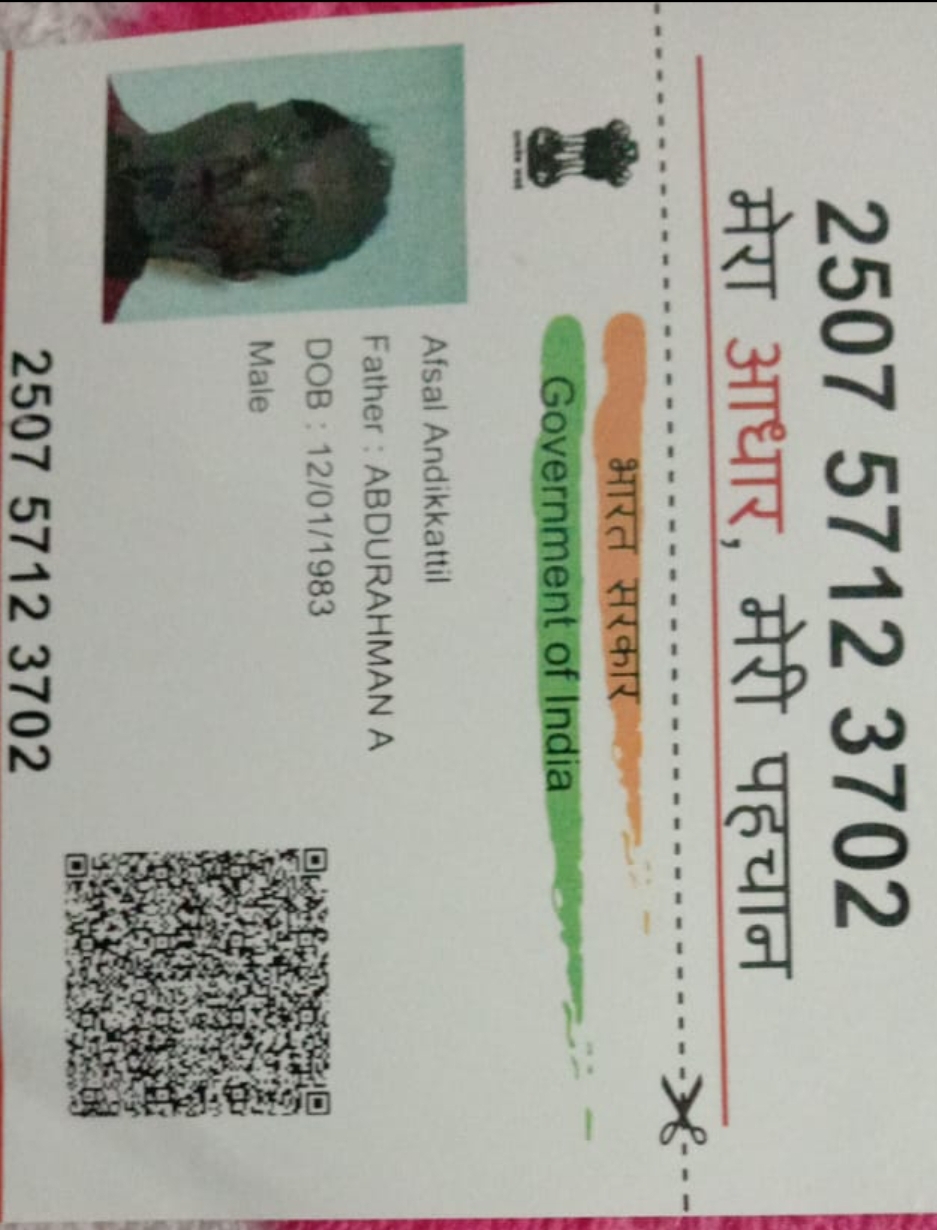 2507 5712 3702
मेरा आधार, मेरी पहचान
भारत सरकार
Government of India
Afsal Andikkattil
Father : ABDURAHMAN A
DOB : 12/01/1983
Male
2507 5712 3702